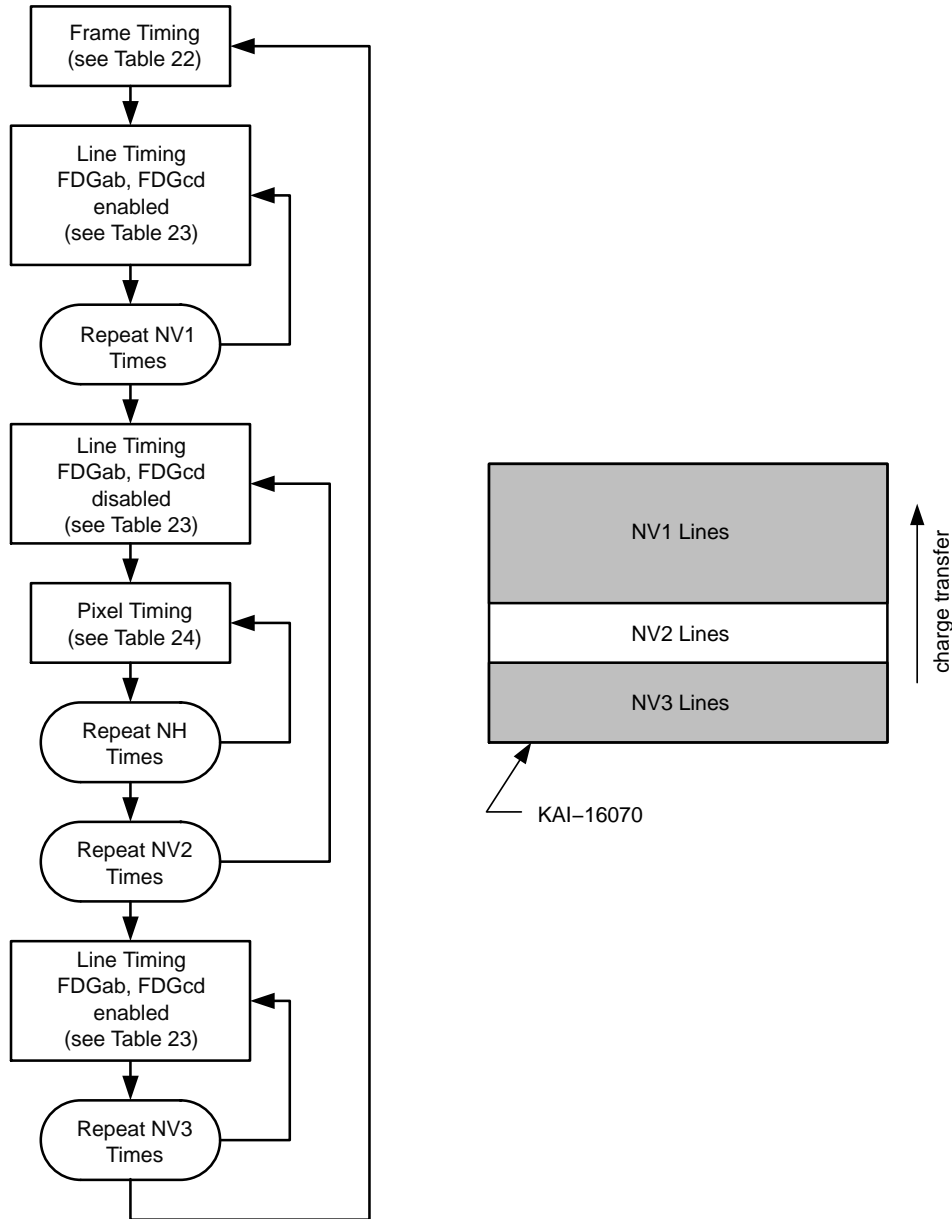 Frame Timing
(see Table 22)
Line Timing
FDGab, FDGcd
enabled
(see Table 23)
Repeat NV1
Times
Line Timing
FDGab, FDGcd
disabled
(see Table 23)
Pixel Timing
(see Table 24)
Repeat NH
Times
Repeat NV2
Times
Line Timing
FDGab, FDGcd
enabled
(see Table 23)
Repeat NV3
Times
NV1 Lines
NV2 Lines
NV3 Lines
charge transfer
KAI−16070